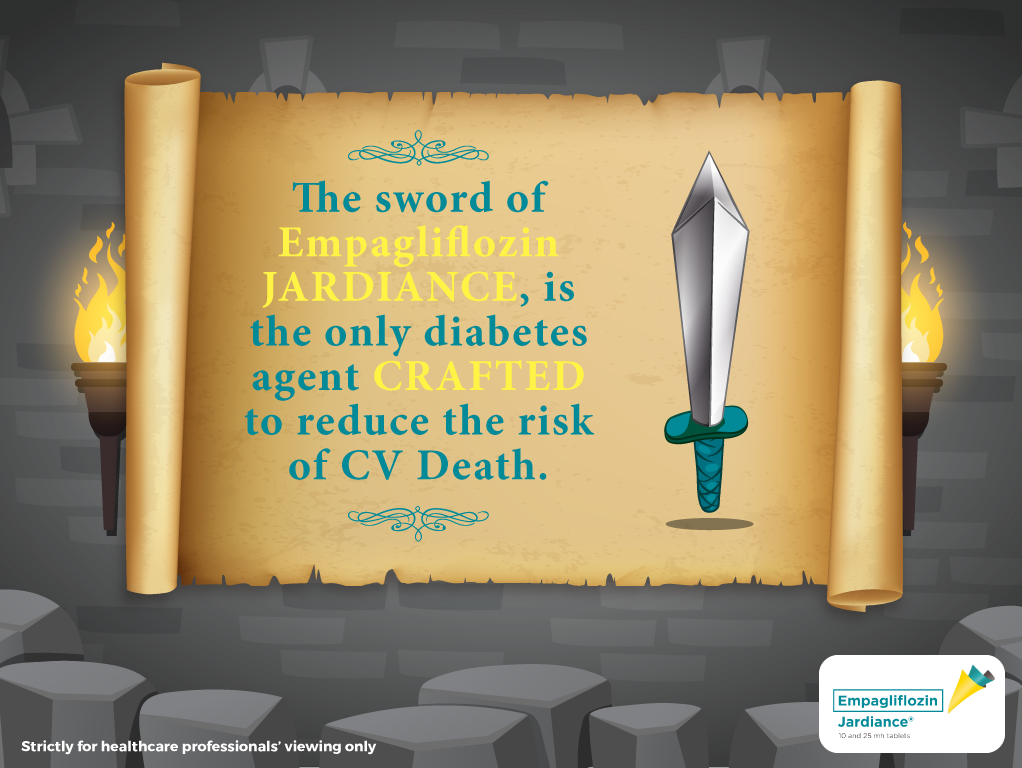 The sword of
Empagliflozin
JARDIANCE, is
the only diabetes
agent CRAFTED
to reduce the risk
of CV Death.
Empagliflozin
Jardiance®
10 and 25 mh tablets
Strictly for healthcare professionals' viewing only